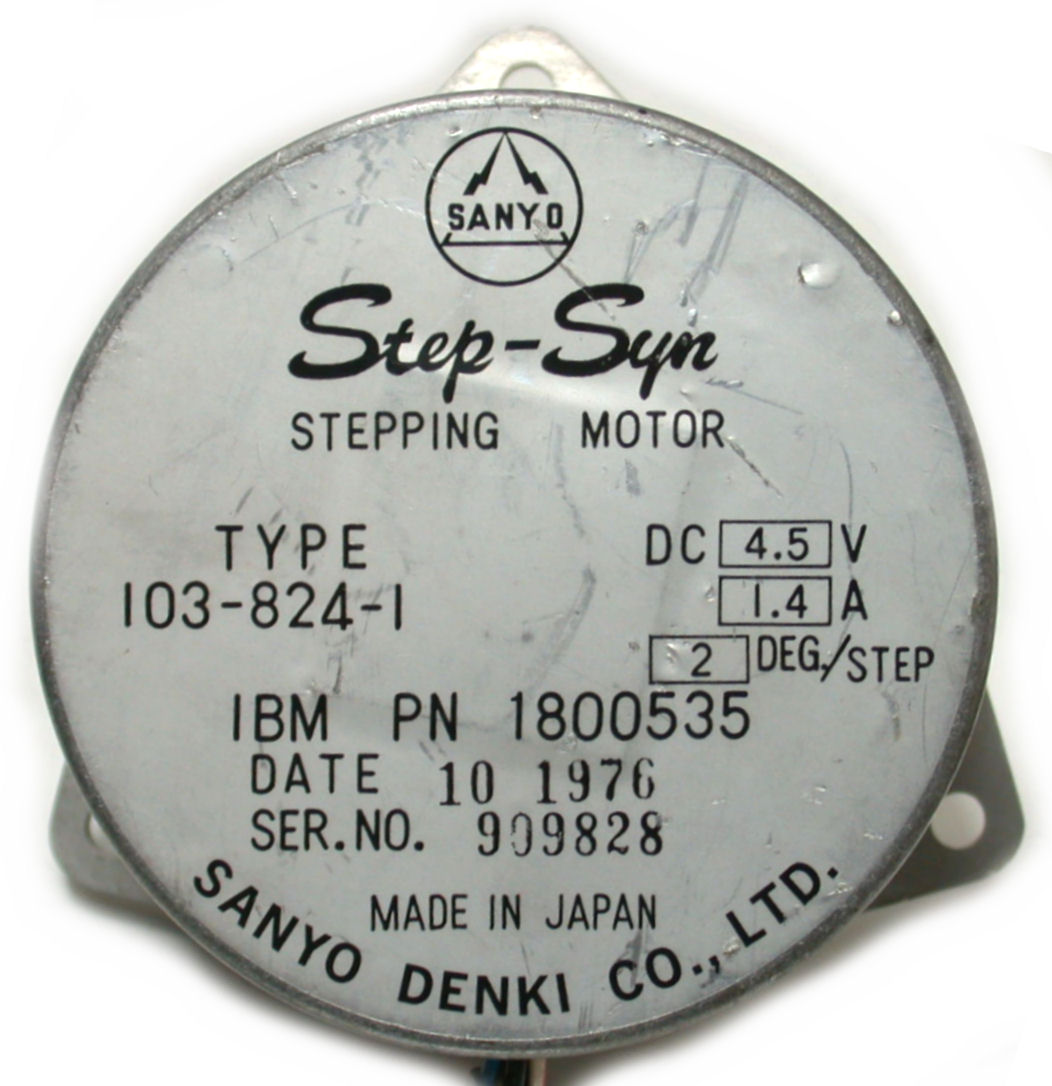 SANYO
Step-Syn
STEPPING MOTOR
TYPE
103-824-1
DC 4.5 V
1.4 A
2 DEG./STEP
IBM PN 1800535
DATE 10 1976
SER.NO. 909828
MADE IN JAPAN
SANYO DENKI CO., LTD.